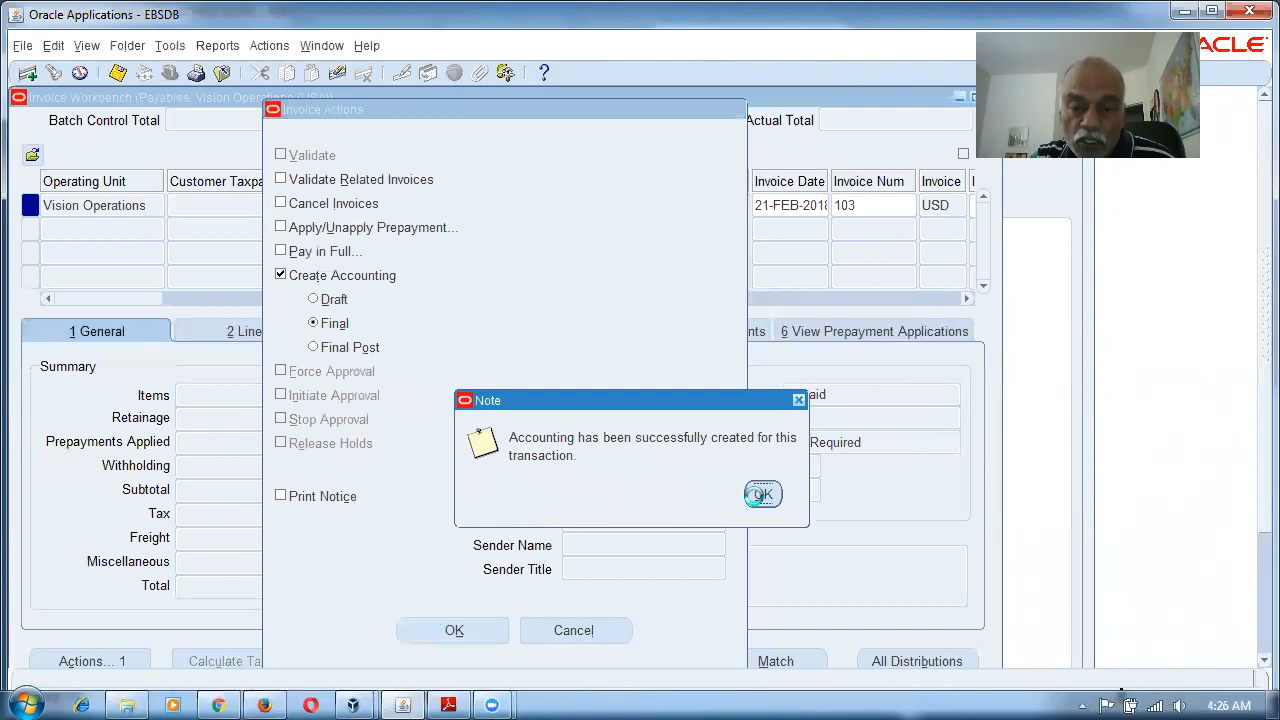 Oracle Applications - EBSDB
File Edit View Folder Tools Reports Actions Window Help
Invoice Workbench (Payables, Vision Operations (USA))
Invoice Actions
Batch Control Total
Actual Total
Validate
Operating Unit Customer Taxpa
Validate Related Invoices
Invoice Date Invoice Num Invoice
Vision Operations
Cancel Invoices
21-FEB-2018 103 USD
Apply/Unapply Prepayment...
Pay in Full...
Create Accounting
Draft
1 General 2 Line
Final
nts 6 View Prepayment Applications
Final Post
Summary
Force Approval
Items
Initiate Approval
aid
Retainage
Stop Approval
Note
Prepayments Applied
Release Holds
Accounting has been successfully created for this
transaction.
Required
Withholding
Subtotal
Print Notice
OK
Tax
Freight
Sender Name
Miscellaneous
Sender Title
Total
OK Cancel
Actions... 1 Calculate Ta Match All Distributions
4:26 AM